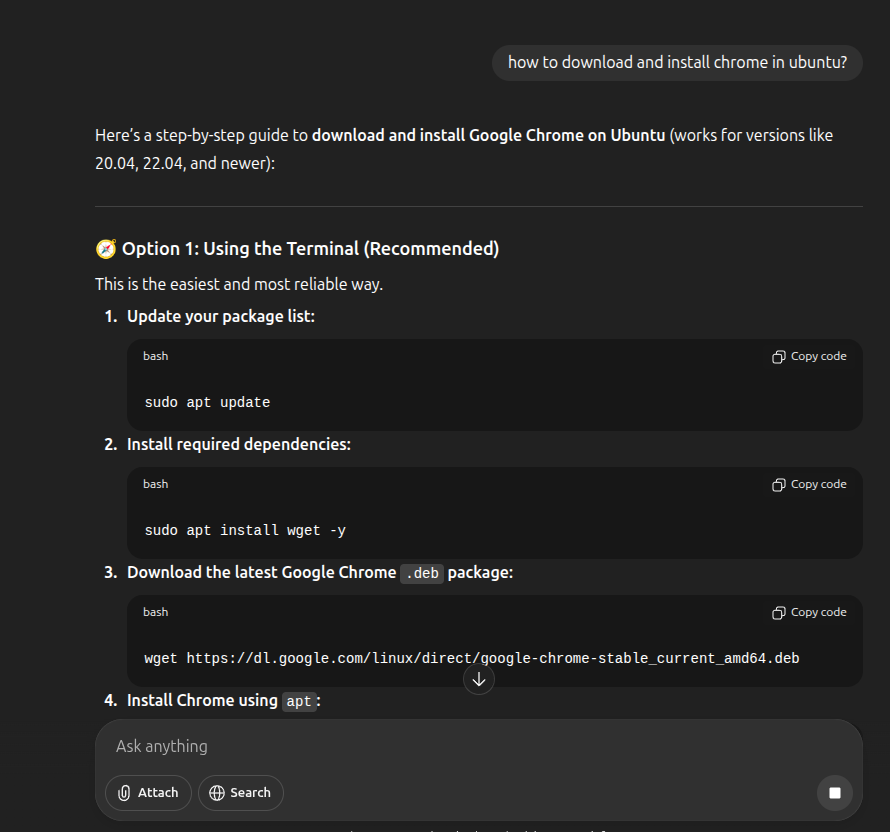 how to download and install chrome in ubuntu?
Here's a step-by-step guide to download and install Google Chrome on Ubuntu (works for versions like
20.04, 22.04, and newer):
Option 1: Using the Terminal (Recommended)
This is the easiest and most reliable way.
1. Update your package list:
bash Copy code
sudo apt update
2. Install required dependencies:
bash Copy code
sudo apt install wget -y
3. Download the latest Google Chrome .deb package:
bash Copy code
wget https://dl.google.com/linux/direct/google-chrome-stable_current_amd64.deb
4. Install Chrome using apt:
Ask anything
Attach Search